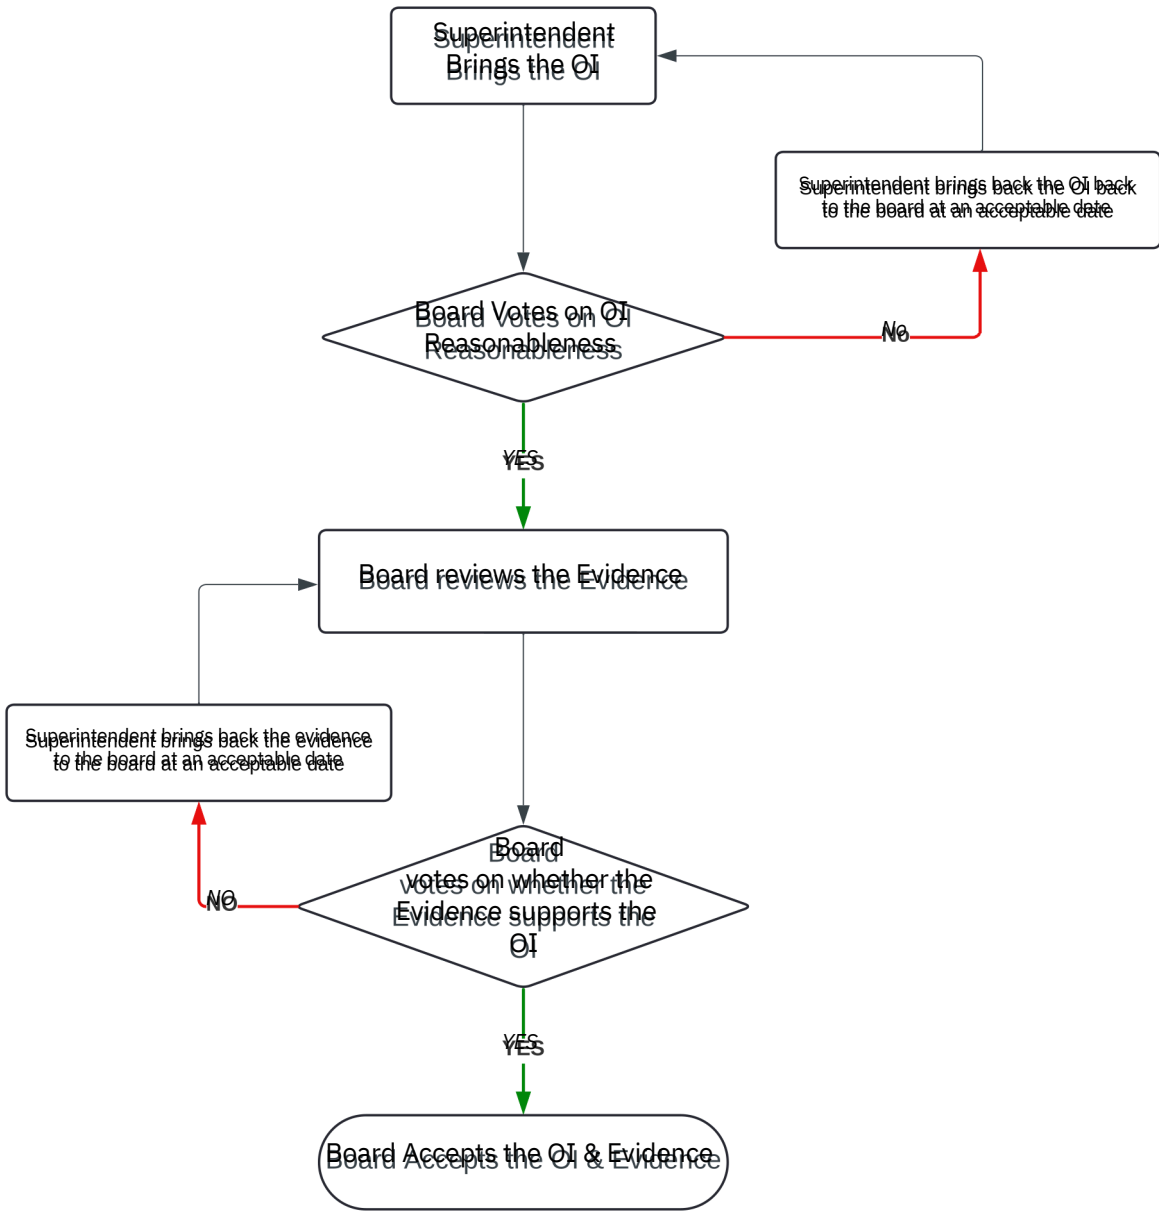 Superintendent
Brings the OI
Superintendent brings back the OI back
to the board at an acceptable date
Board Votes on OI
Reasonableness
No
YES
Board reviews the Evidence
Superintendent brings back the evidence
to the board at an acceptable date
Board
votes on whether the
Evidence supports the
OI
NO
YES
Board Accepts the OI & Evidence